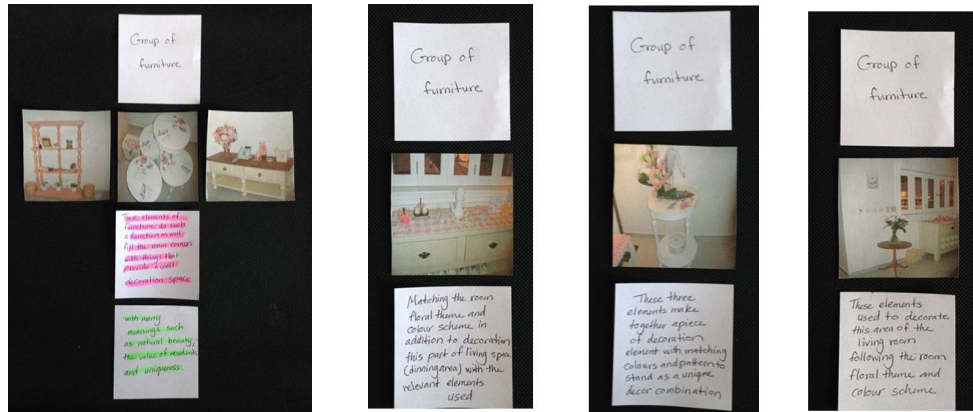 Group of
furniture
These elements of
furniture do such
a function as well
fill the room corners
with things that
provide a well
decoration space
with many
meanings such
as natural beauty,
the value of residents
and uniqueness.
Group of
furniture
Matching the room
floral theme and
colour scheme in
addition to decoration
this part of living space
(dinning area) with the
relevant elements
used
Group of
furniture
These three
elements make
together apiece
of decoration
element with matching
colours and pattern to
stand as a unique
decor combination
Group of
furniture
These elements
used to decorate
this area of the
living room
following the room
floral theme and
colour scheme